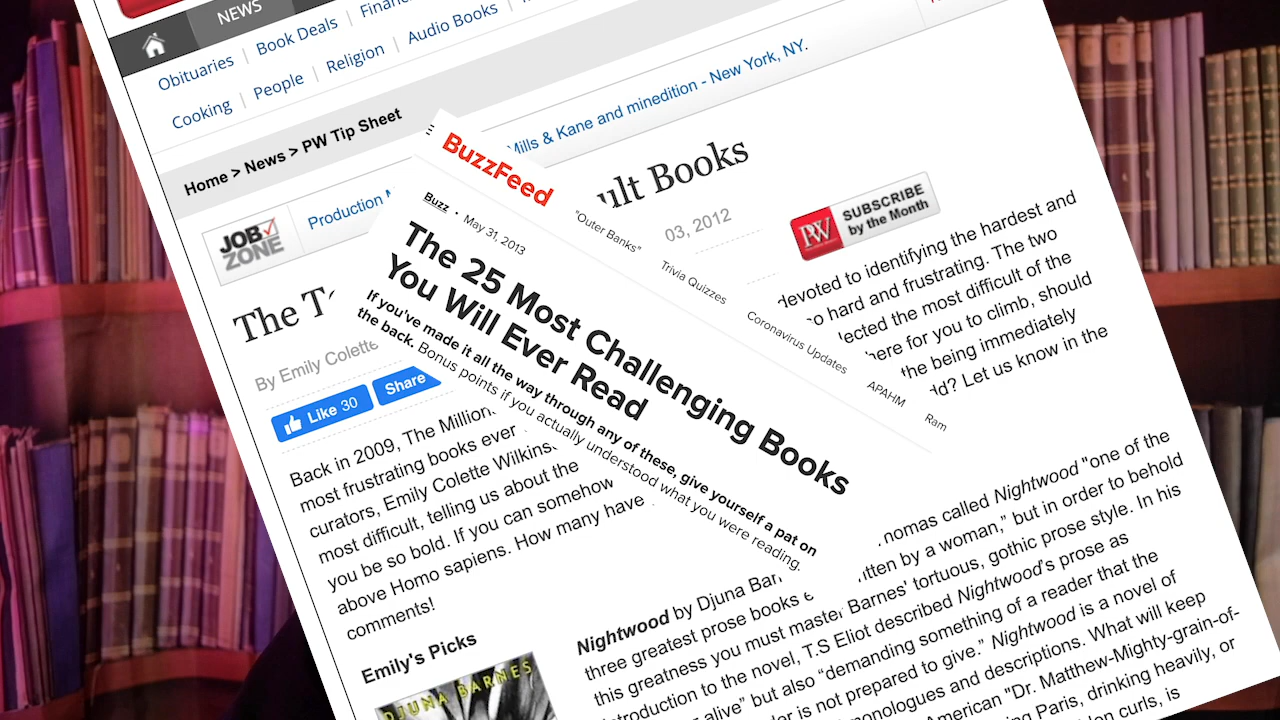 NEWS
Obituaries | Book Deals |
Cooking | People | Religion | Audio Books |
Home > News > PW Tip Sheet
Mills & Kane and minedition - New York, NY.
JOB ZONE
Production
The
ult Books
By Emily Colette
03, 2012
Like 30
Share
PW SUBSCRIBE
by the Month
Back in 2009, The Million
most frustrating books ever
curators, Emily Colette Wilkins
most difficult, telling us about the
you be so bold. If you can somehow
above Homo sapiens. How many have
comments!
devoted to identifying the hardest and
so hard and frustrating. The two
lected the most difficult of the
here for you to climb, should
the being immediately
d? Let us know in the
BuzzFeed
"Outer Banks"
Trivia Quizzes
Coronavirus Updates
APAHM
Ram
Buzz · May 31, 2013
The 25 Most Challenging Books
You Will Ever Read
If you've made it all the way through any of these, give yourself a pat on
the back. Bonus points if you actually understood what you were reading.
Emily's Picks
DJUNA BARNES
Nightwood by Djuna Bar
homas called Nightwood "one of the
three greatest prose books
itten by a woman," but in order to behold
this greatness you must master Barnes' tortuous, gothic prose style. In his
introduction to the novel, T.S Eliot described Nightwood's prose as
alive" but also "demanding something of a reader that the
der is not prepared to give." Nightwood is a novel of
monologues and descriptions. What will keep
American "Dr. Matthew-Mighty-grain-of-
Paris, drinking heavily, or
curls, is